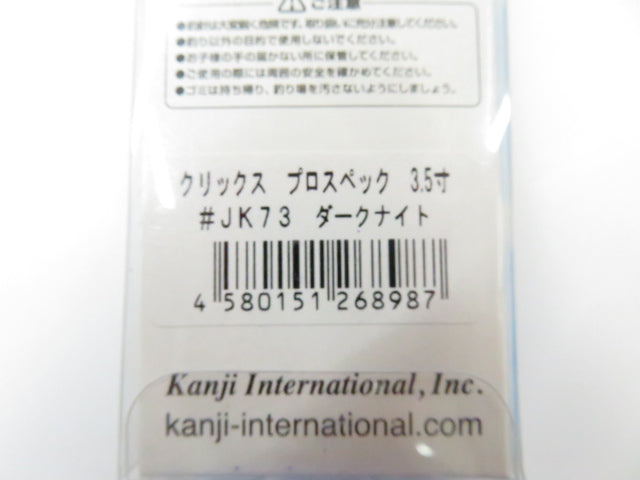 ⚠ご注意
●釣針は大変鋭く危険です。取り扱いに充分注意してください。
●釣り以外の目的で使用しないでください。
●お子様の手の届かない所に保管してください。
●ご使用の際には周囲の安全を確かめてください。
●ゴミは持ち帰り、釣り場を汚さないようにしましょう。
クリックス プロスペック 3.5寸
#JK73 ダークナイト
4 580151 268987
Kanji International, Inc.
kanji-international.com